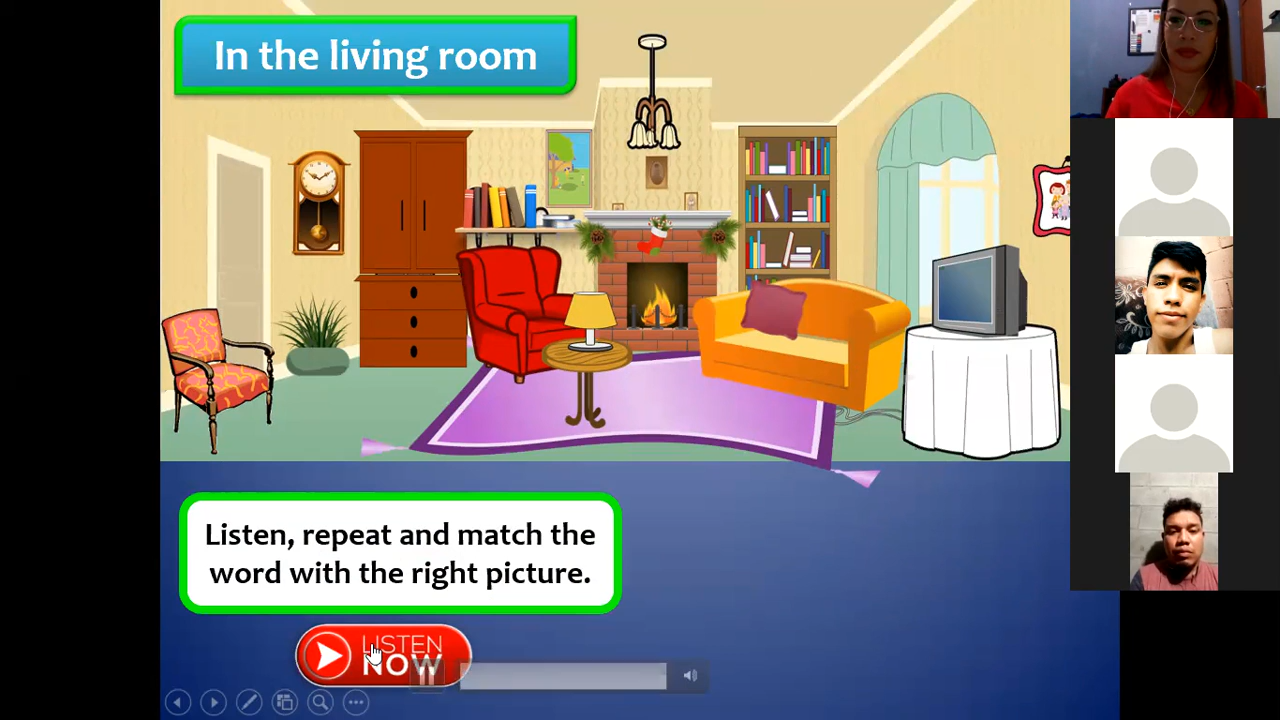 In the living room
Listen, repeat and match the
word with the right picture.
LISTEN
NOW